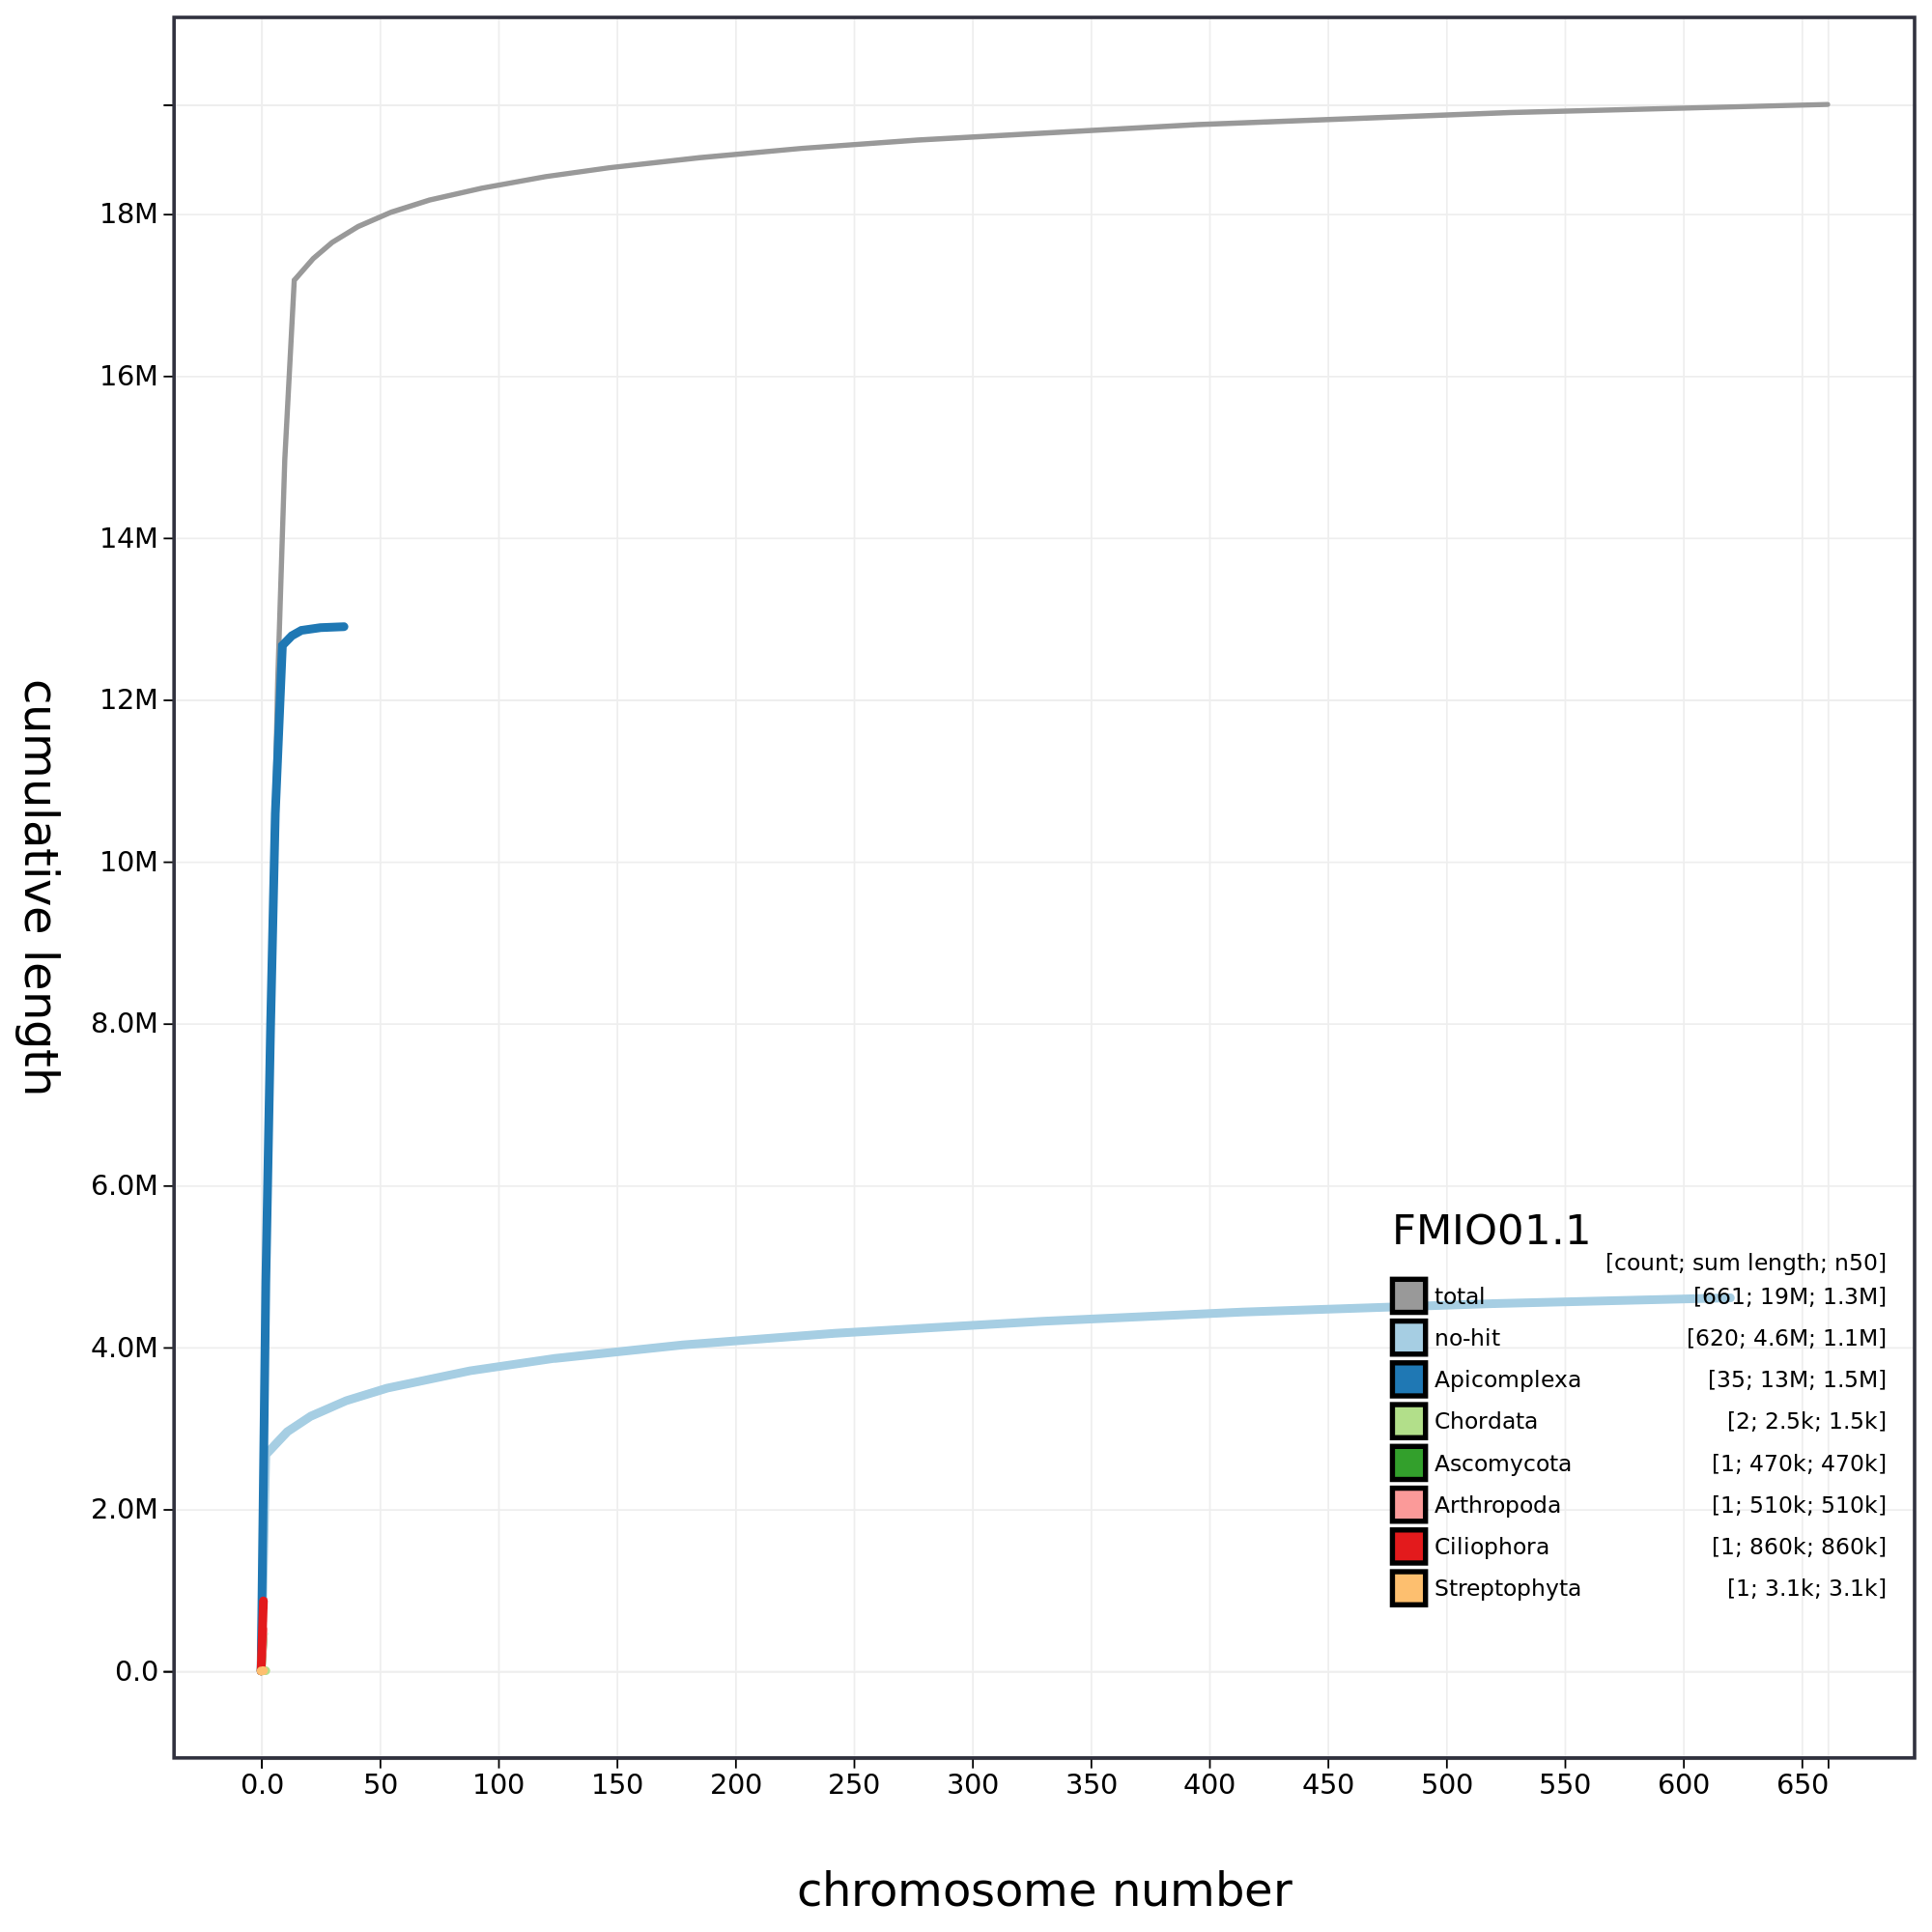 18M
16M
14M
12M
10M
8.0M
6.0M
4.0M
2.0M
0.0
cumulative length
FMIO01.1
[count; sum length; n50]
total [661; 19M; 1.3M]
no-hit [620; 4.6M; 1.1M]
Apicomplexa [35; 13M; 1.5M]
Chordata [2; 2.5k; 1.5k]
Ascomycota [1; 470k; 470k]
Arthropoda [1; 510k; 510k]
Ciliophora [1; 860k; 860k]
Streptophyta [1; 3.1k; 3.1k]
0.0 50 100 150 200 250 300 350 400 450 500 550 600 650
chromosome number